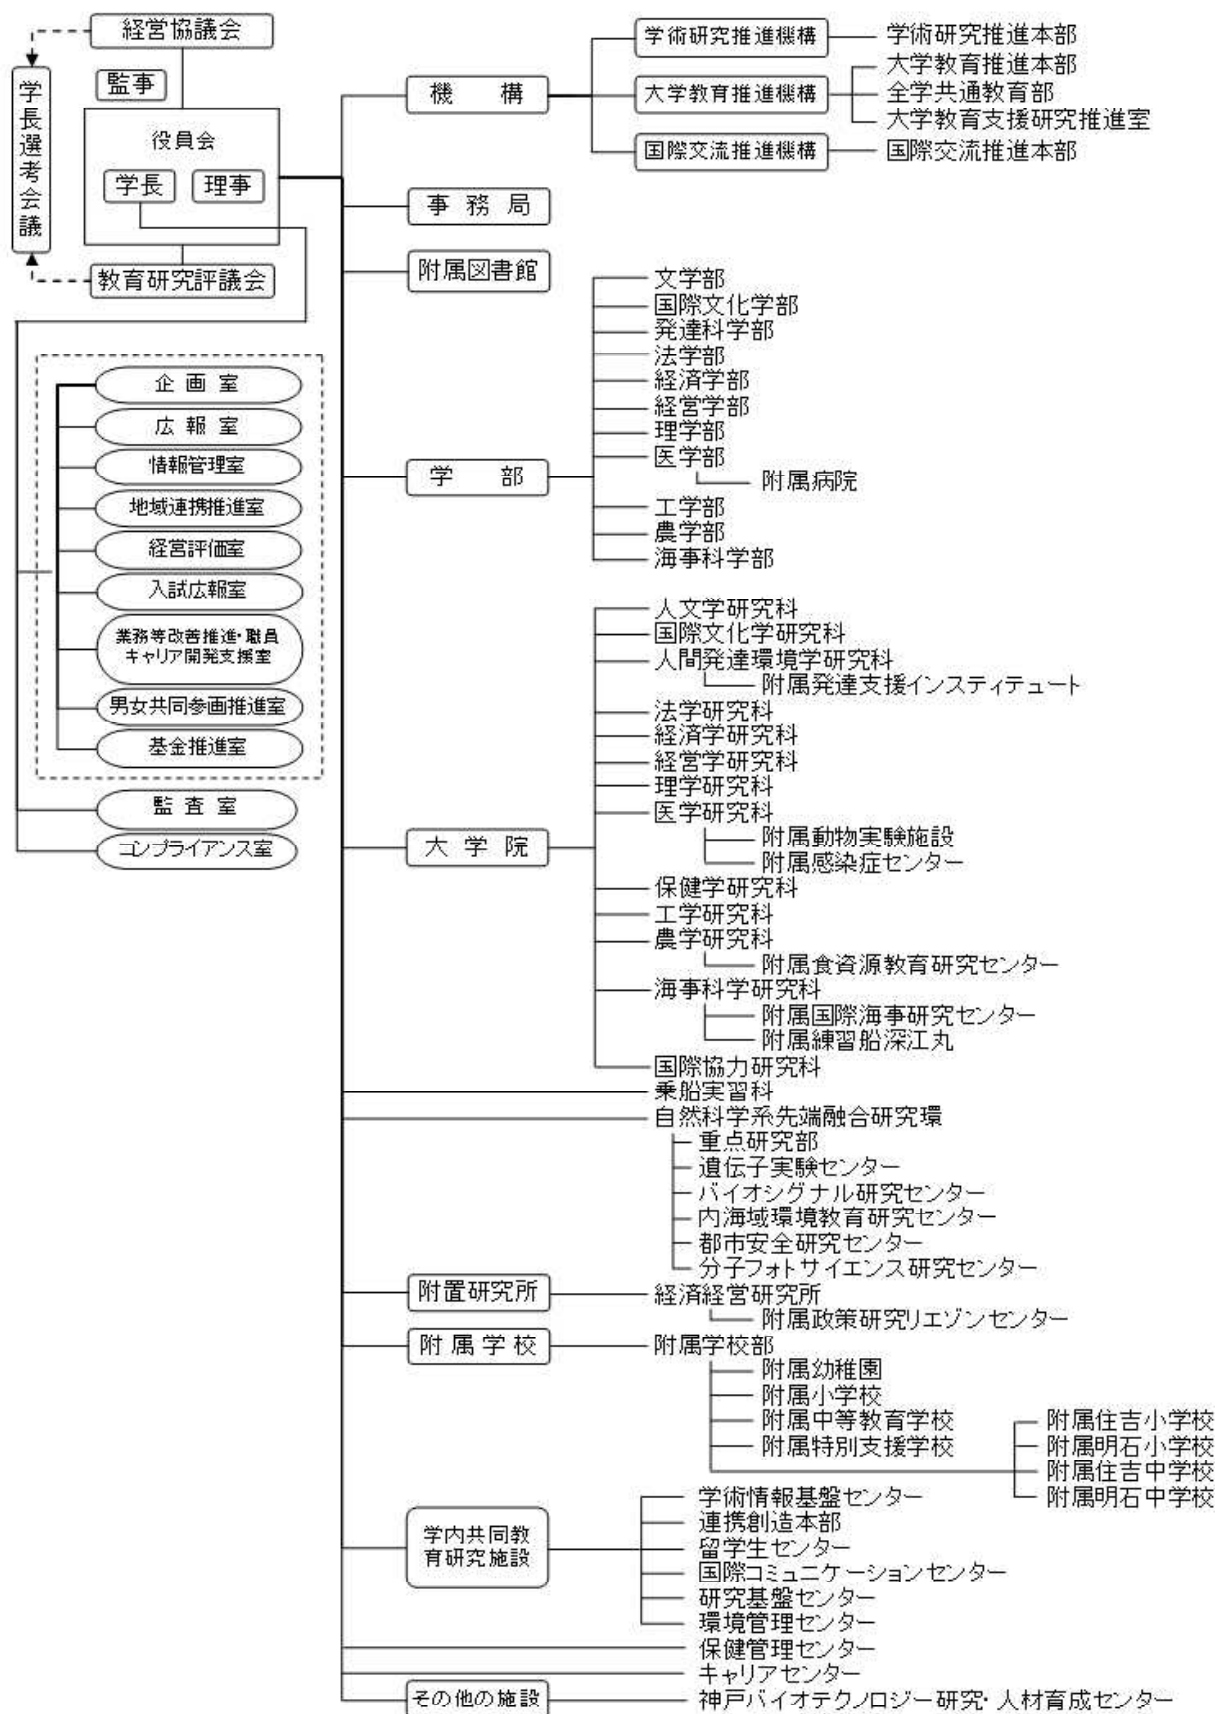 経営協議会
監事
学長選考会議
役員会
学長
理事
教育研究評議会
企画室
広報室
情報管理室
地域連携推進室
経営評価室
入試広報室
業務等改善推進・職員
キャリア開発支援室
男女共同参画推進室
基金推進室
監査室
コンプライアンス室
機構
学術研究推進機構
学術研究推進本部
大学教育推進機構
大学教育推進本部
全学共通教育部
大学教育支援研究推進室
国際交流推進機構
国際交流推進本部
事務局
附属図書館
学部
文学部
国際文化学部
発達科学部
法学部
経済学部
経営学部
理学部
医学部
附属病院
工学部
農学部
海事科学部
大学院
人文学研究科
国際文化学研究科
人間発達環境学研究科
附属発達支援インスティテュート
法学研究科
経済学研究科
経営学研究科
理学研究科
医学研究科
附属動物実験施設
附属感染症センター
保健学研究科
工学研究科
農学研究科
附属食資源教育研究センター
海事科学研究科
附属国際海事研究センター
附属練習船深江丸
国際協力研究科
乗船実習科
自然科学系先端融合研究環
重点研究部
遺伝子実験センター
バイオシグナル研究センター
内海域環境教育研究センター
都市安全研究センター
分子フォトサイエンス研究センター
附置研究所
経済経営研究所
附属政策研究リエゾンセンター
附属学校
附属学校部
附属幼稚園
附属小学校
附属中等教育学校
附属特別支援学校
附属住吉小学校
附属明石小学校
附属住吉中学校
附属明石中学校
学内共同教
育研究施設
学術情報基盤センター
連携創造本部
留学生センター
国際コミュニケーションセンター
研究基盤センター
環境管理センター
保健管理センター
キャリアセンター
その他の施設
神戸バイオテクノロジー研究・人材育成センター